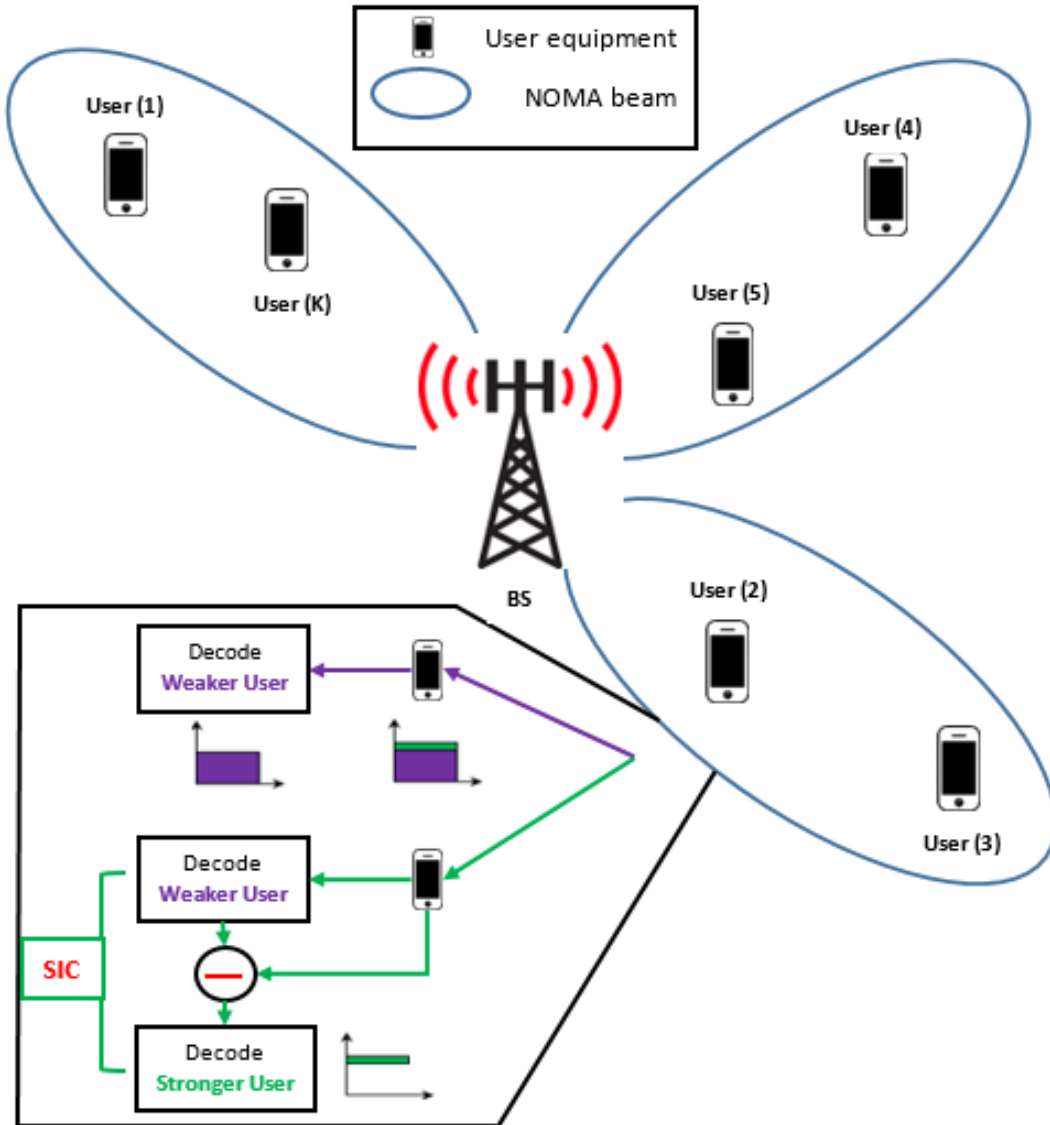 User equipment
NOMA beam
User (1)
User (K)
User (4)
User (5)
BS
User (2)
User (3)
Decode
Weaker User
Decode
Weaker User
SIC
Decode
Stronger User